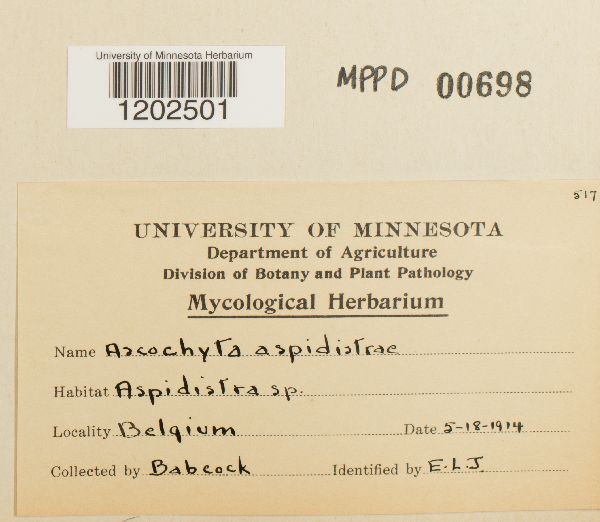 University of Minnesota Herbarium
1202501
MPPD 00698
517
UNIVERSITY OF MINNESOTA
Department of Agriculture
Division of Botany and Plant Pathology
Mycological Herbarium
Name Ascochyta aspidistrae
Habitat Aspidistra sp.
Locality Belgium Date 5-18-1914
Collected by Babcock Identified by E.L.J.